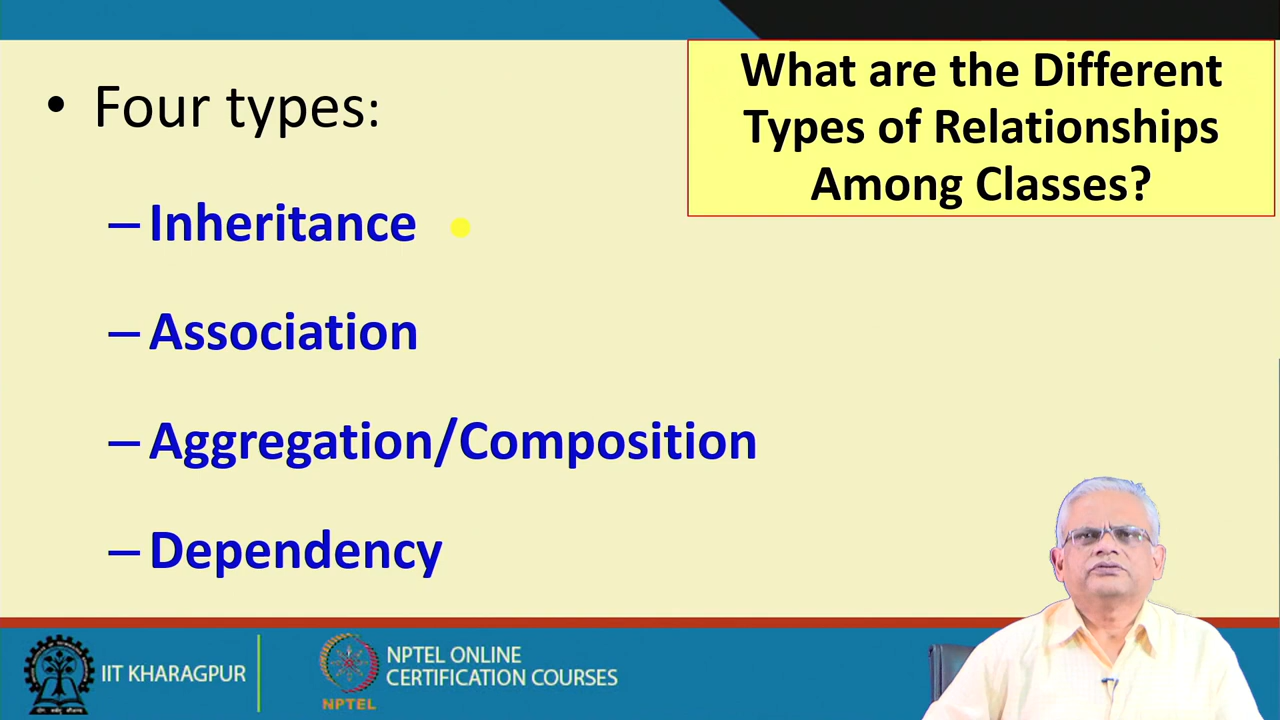 What are the Different
Types of Relationships
Among Classes?
• Four types:
– Inheritance
– Association
– Aggregation/Composition
– Dependency
IIT KHARAGPUR
NPTEL ONLINE
CERTIFICATION COURSES
NPTEL